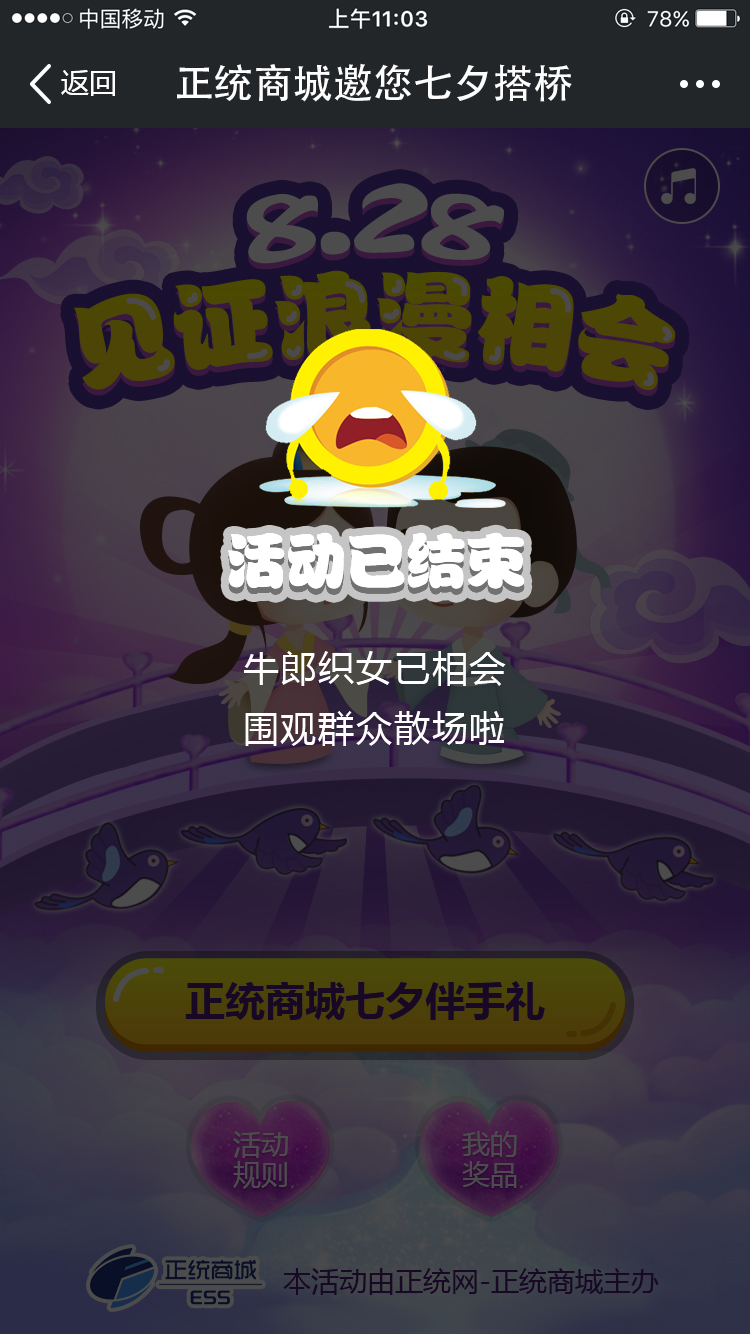 中国移动 上午11:03 78%
返回 正统商城邀您七夕搭桥
8.28
见证浪漫相会
活动已结束
牛郎织女已相会
围观群众散场啦
正统商城七夕伴手礼
活动 我的
规则 奖品
正统商城
ESS
本活动由正统网-正统商城主办